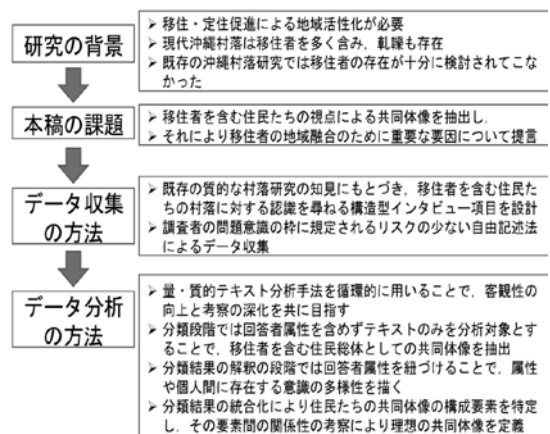 研究の背景
➢ 移住・定住促進による地域活性化が必要
➢ 現代沖縄村落は移住者を多く含み，軋轢も存在
➢ 既存の沖縄村落研究では移住者の存在が十分に検討されてこな
かった
本稿の課題
➢ 移住者を含む住民たちの視点による共同体像を抽出し，
➢ それにより移住者の地域融合のために重要な要因について提言
データ収集
の方法
➢ 既存の質的な村落研究の知見にもとづき，移住者を含む住民た
ちの村落に対する認識を尋ねる構造型インタビュー項目を設計
➢ 調査者の問題意識の枠に規定されるリスクの少ない自由記述法
によるデータ収集
データ分析
の方法
➢ 量・質的テキスト分析手法を循環的に用いることで，客観性の
向上と考察の深化を共に目指す
➢ 分類段階では回答者属性を含めずテキストのみを分析対象とす
ることで，移住者を含む住民総体としての共同体像を抽出
➢ 分類結果の解釈の段階では回答者属性を紐づけることで，属性
や個人間に存在する意識の多様性を描く
➢ 分類結果の統合化により住民たちの共同体像の構成要素を特定
し，その要素間の関係性の考察により理想の共同体像を定義